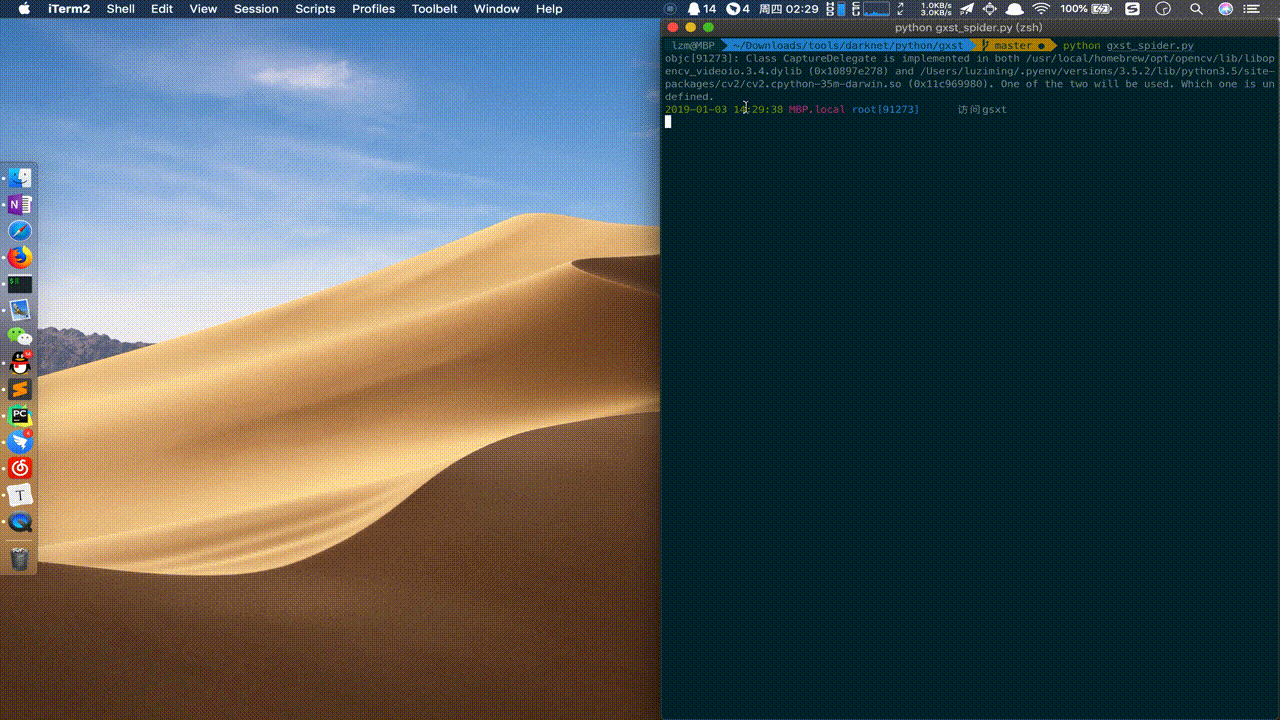 iTerm2 Shell Edit View Session Scripts Profiles Toolbelt Window Help 14 4 周四 02:29 1.0KB/s 3.0KB/s 100%
python gxst_spider.py (zsh)
lzm@MBP ~/Downloads/tools/darknet/python/gxst master ● python gxst_spider.py
objc[91273]: Class CaptureDelegate is implemented in both /usr/local/homebrew/opt/opencv/lib/libop
encv_videoio.3.4.dylib (0x10897e278) and /Users/luziming/.pyenv/versions/3.5.2/lib/python3.5/site-
packages/cv2/cv2.cpython-35m-darwin.so (0x11c969980). One of the two will be used. Which one is un
defined.
2019-01-03 14:29:38 MBP.local root[91273] 访问gsxt